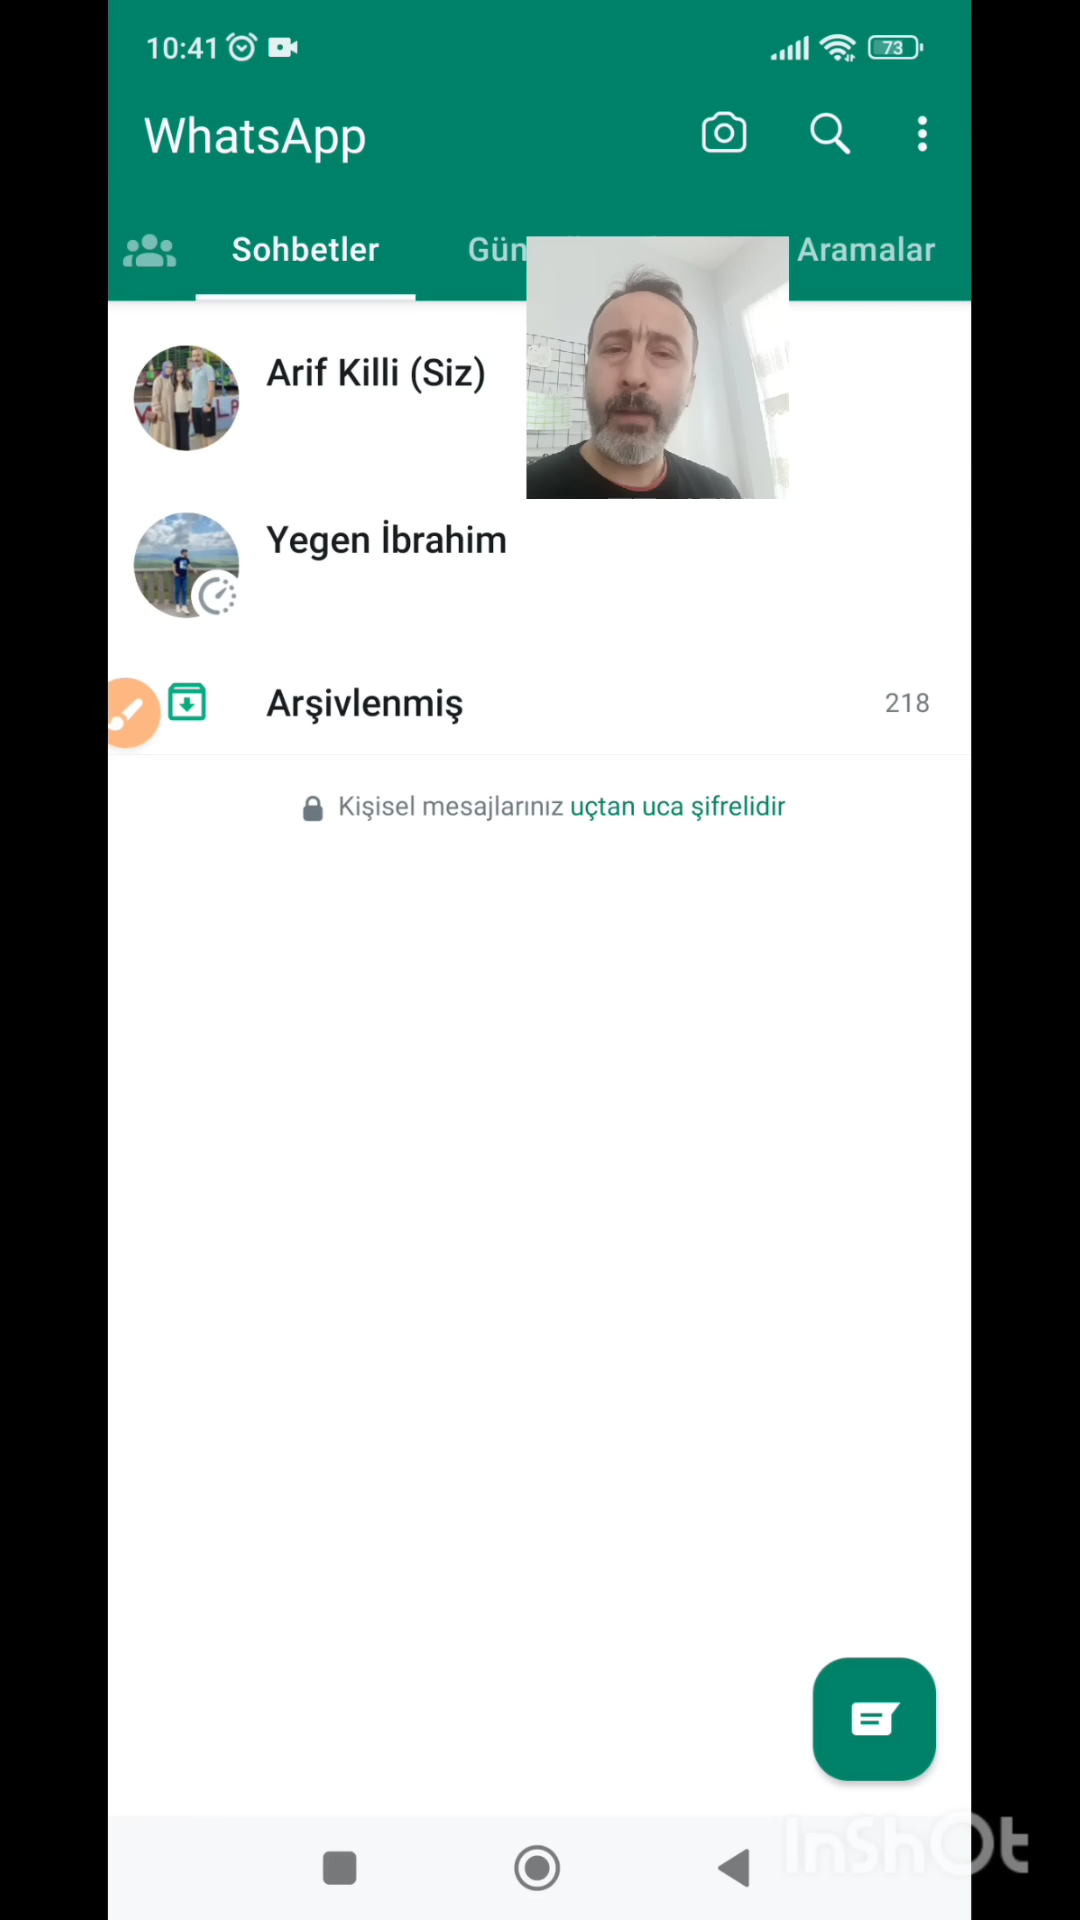 10:41
73
WhatsApp
Sohbetler
Aramalar
Arif Killi (Siz)
Yegen İbrahim
Arşivlenmiş
218
Kişisel mesajlarınız uçtan uca şifrelidir
InShOt